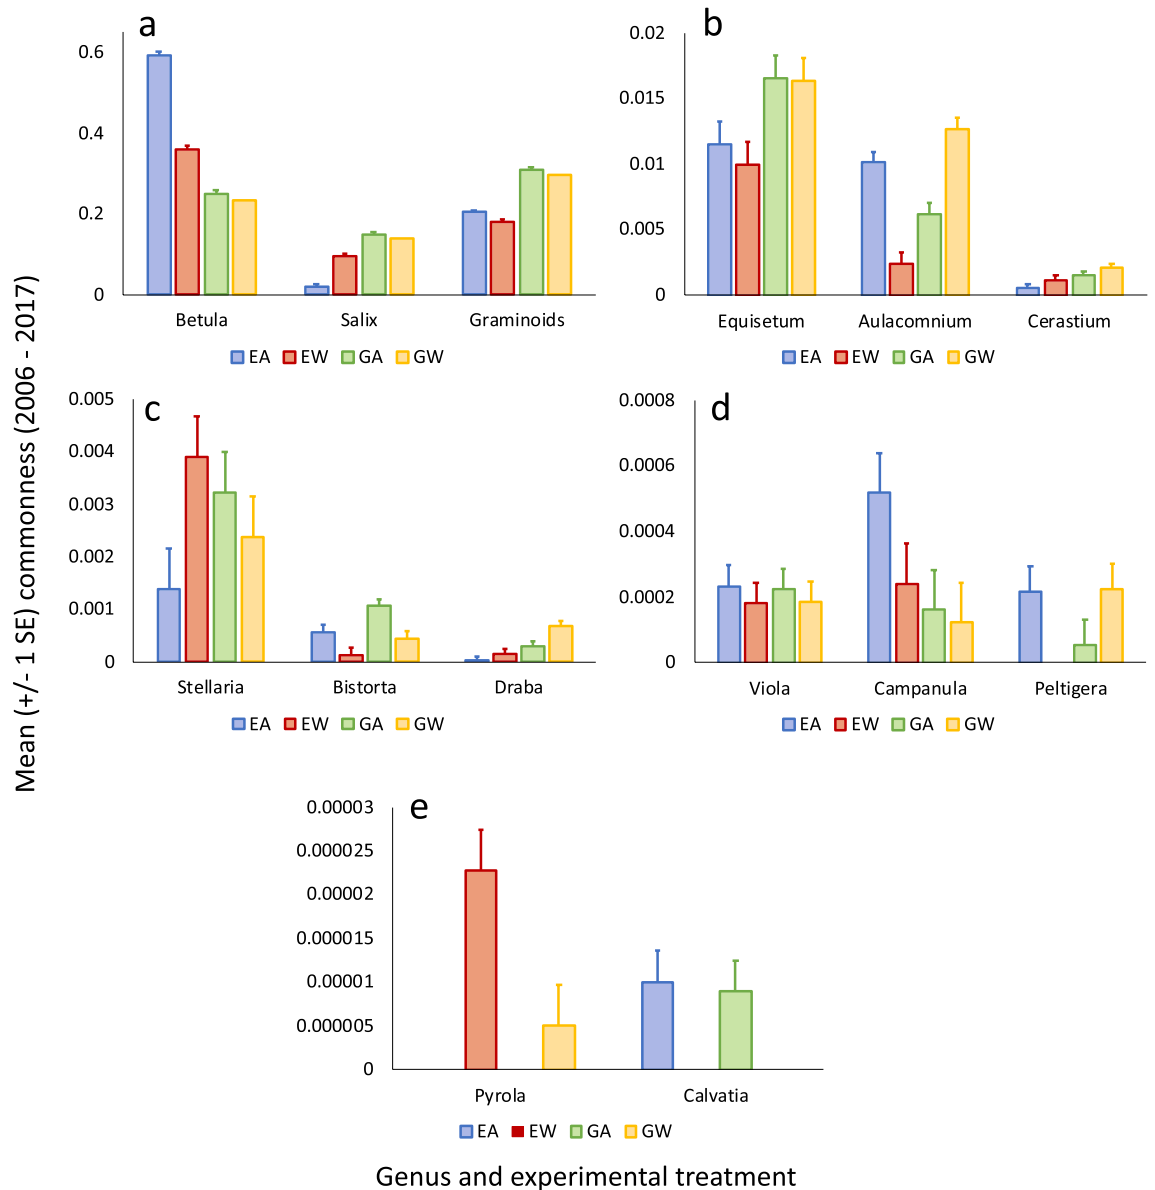 Mean (+/- 1 SE) commonness (2006 - 2017)
a
0.6
0.4
0.2
0
Betula Salix Graminoids
EA EW GA GW
b
0.02
0.015
0.01
0.005
0
Equisetum Aulacomnium Cerastium
EA EW GA GW
c
0.005
0.004
0.003
0.002
0.001
0
Stellaria Bistorta Draba
EA EW GA GW
d
0.0008
0.0006
0.0004
0.0002
0
Viola Campanula Peltigera
EA EW GA GW
e
0.00003
0.000025
0.00002
0.000015
0.00001
0.000005
0
Pyrola Calvatia
EA EW GA GW
Genus and experimental treatment